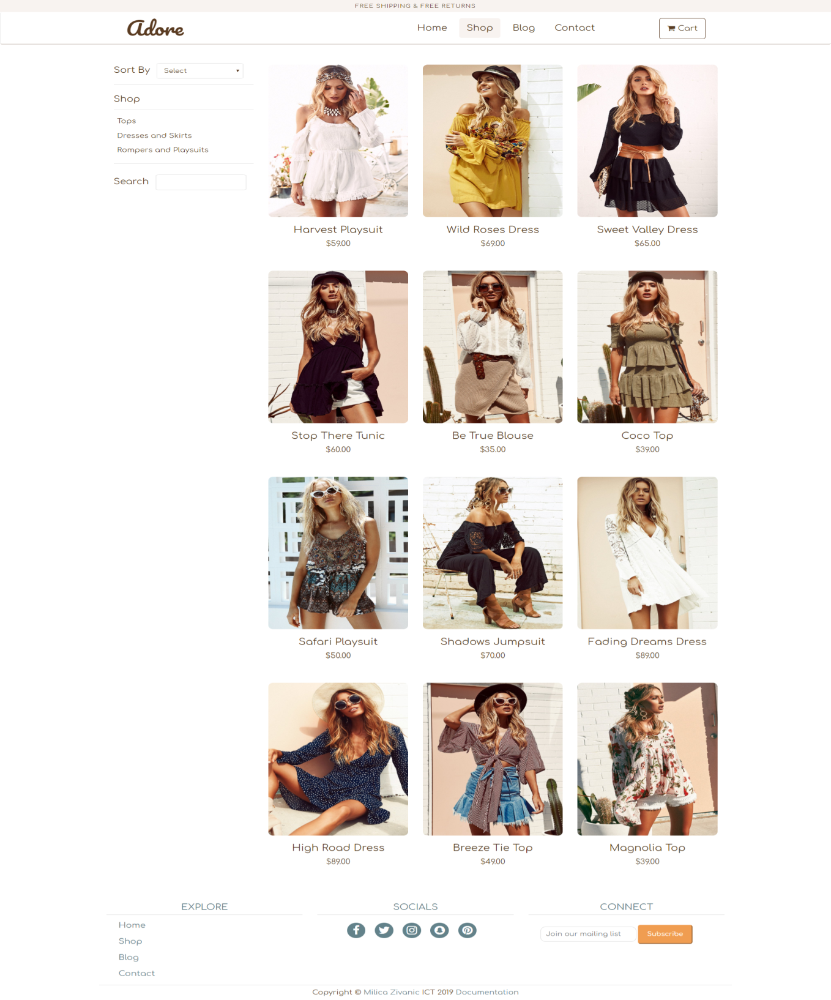 FREE SHIPPING & FREE RETURNS
Adore
Home
Shop
Blog
Contact
Cart
Sort By
Select
Shop
Tops
Dresses and Skirts
Rompers and Playsuits
Search
Harvest Playsuit
$59.00
Wild Roses Dress
$69.00
Sweet Valley Dress
$65.00
Stop There Tunic
$60.00
Be True Blouse
$35.00
Coco Top
$39.00
Safari Playsuit
$50.00
Shadows Jumpsuit
$70.00
Fading Dreams Dress
$89.00
High Road Dress
$89.00
Breeze Tie Top
$49.00
Magnolia Top
$39.00
EXPLORE
Home
Shop
Blog
Contact
SOCIALS
CONNECT
Join our mailing list
Subscribe
Copyright © Milica Zivanic ICT 2019 Documentation